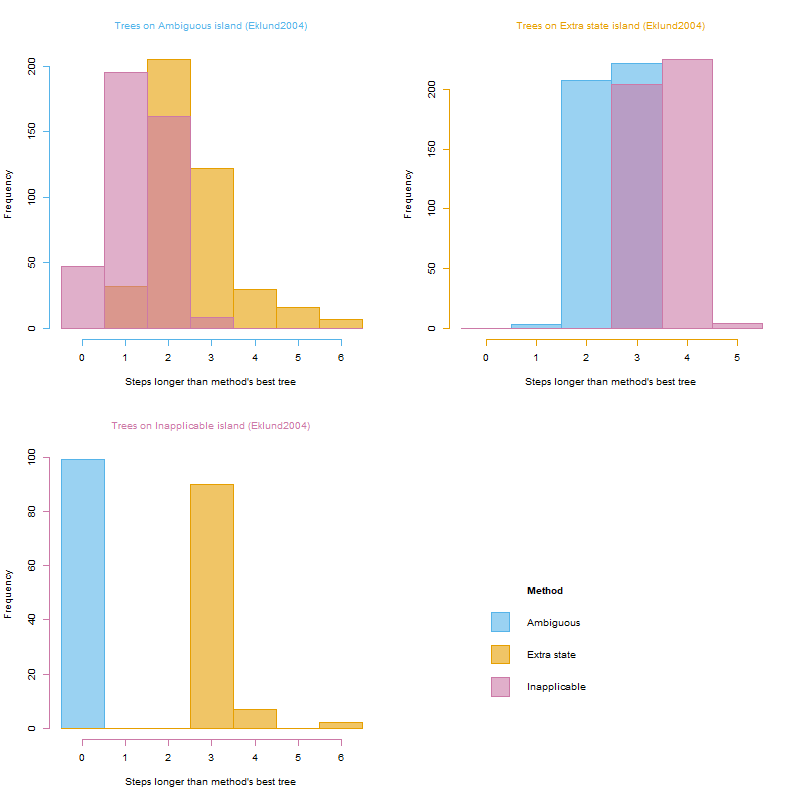 Trees on Ambiguous island (Eklund2004)
Frequency
0 50 100 150 200
0 1 2 3 4 5 6
Steps longer than method's best tree
Trees on Extra state island (Eklund2004)
Frequency
0 50 100 150 200
0 1 2 3 4 5
Steps longer than method's best tree
Trees on Inapplicable island (Eklund2004)
Frequency
0 20 40 60 80 100
0 1 2 3 4 5 6
Steps longer than method's best tree
Method
Ambiguous
Extra state
Inapplicable